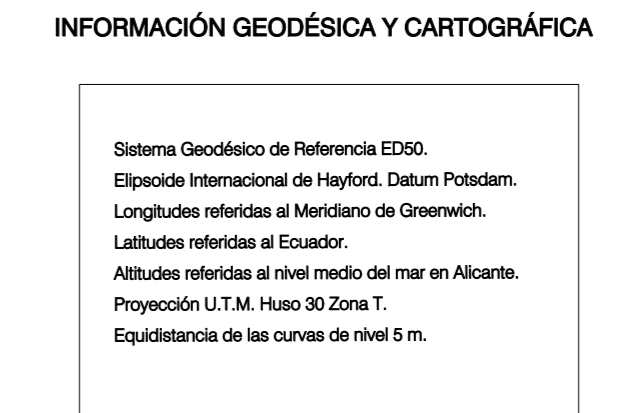 INFORMACIÓN GEODÉSICA Y CARTOGRÁFICA
Sistema Geodésico de Referencia ED50.
Elipsoide Internacional de Hayford. Datum Potsdam.
Longitudes referidas al Meridiano de Greenwich.
Latitudes referidas al Ecuador.
Altitudes referidas al nivel medio del mar en Alicante.
Proyección U.T.M. Huso 30 Zona T.
Equidistancia de las curvas de nivel 5 m.